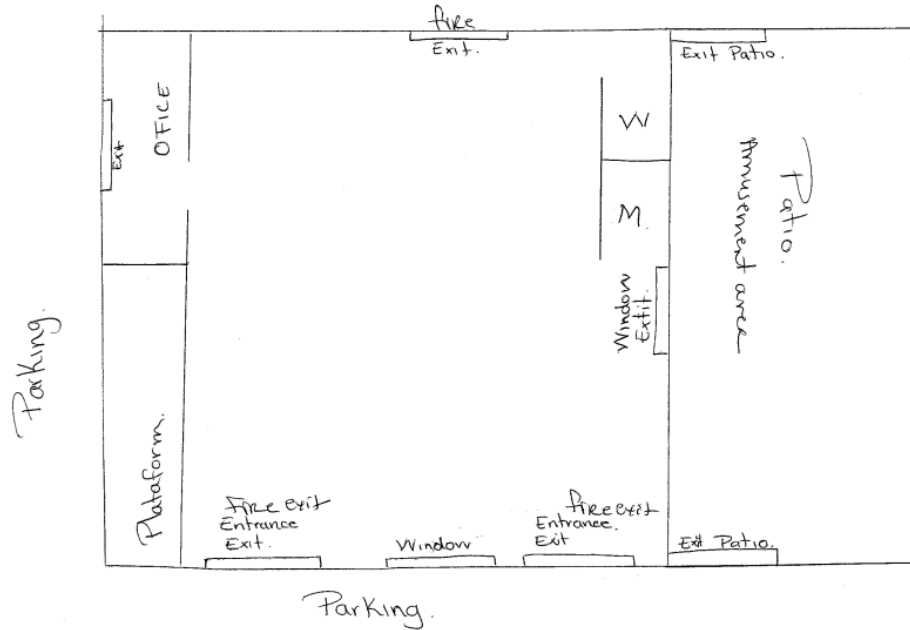 fire
Exit.
Exit Patio.
OFFICE
Exit
W
M.
Patio.
Amusement area
Window
Extit.
Parking.
Plataform.
Fire exit
Entrance
Exit.
Window
fire exit
Entrance.
Exit
Exit Patio.
Parking.